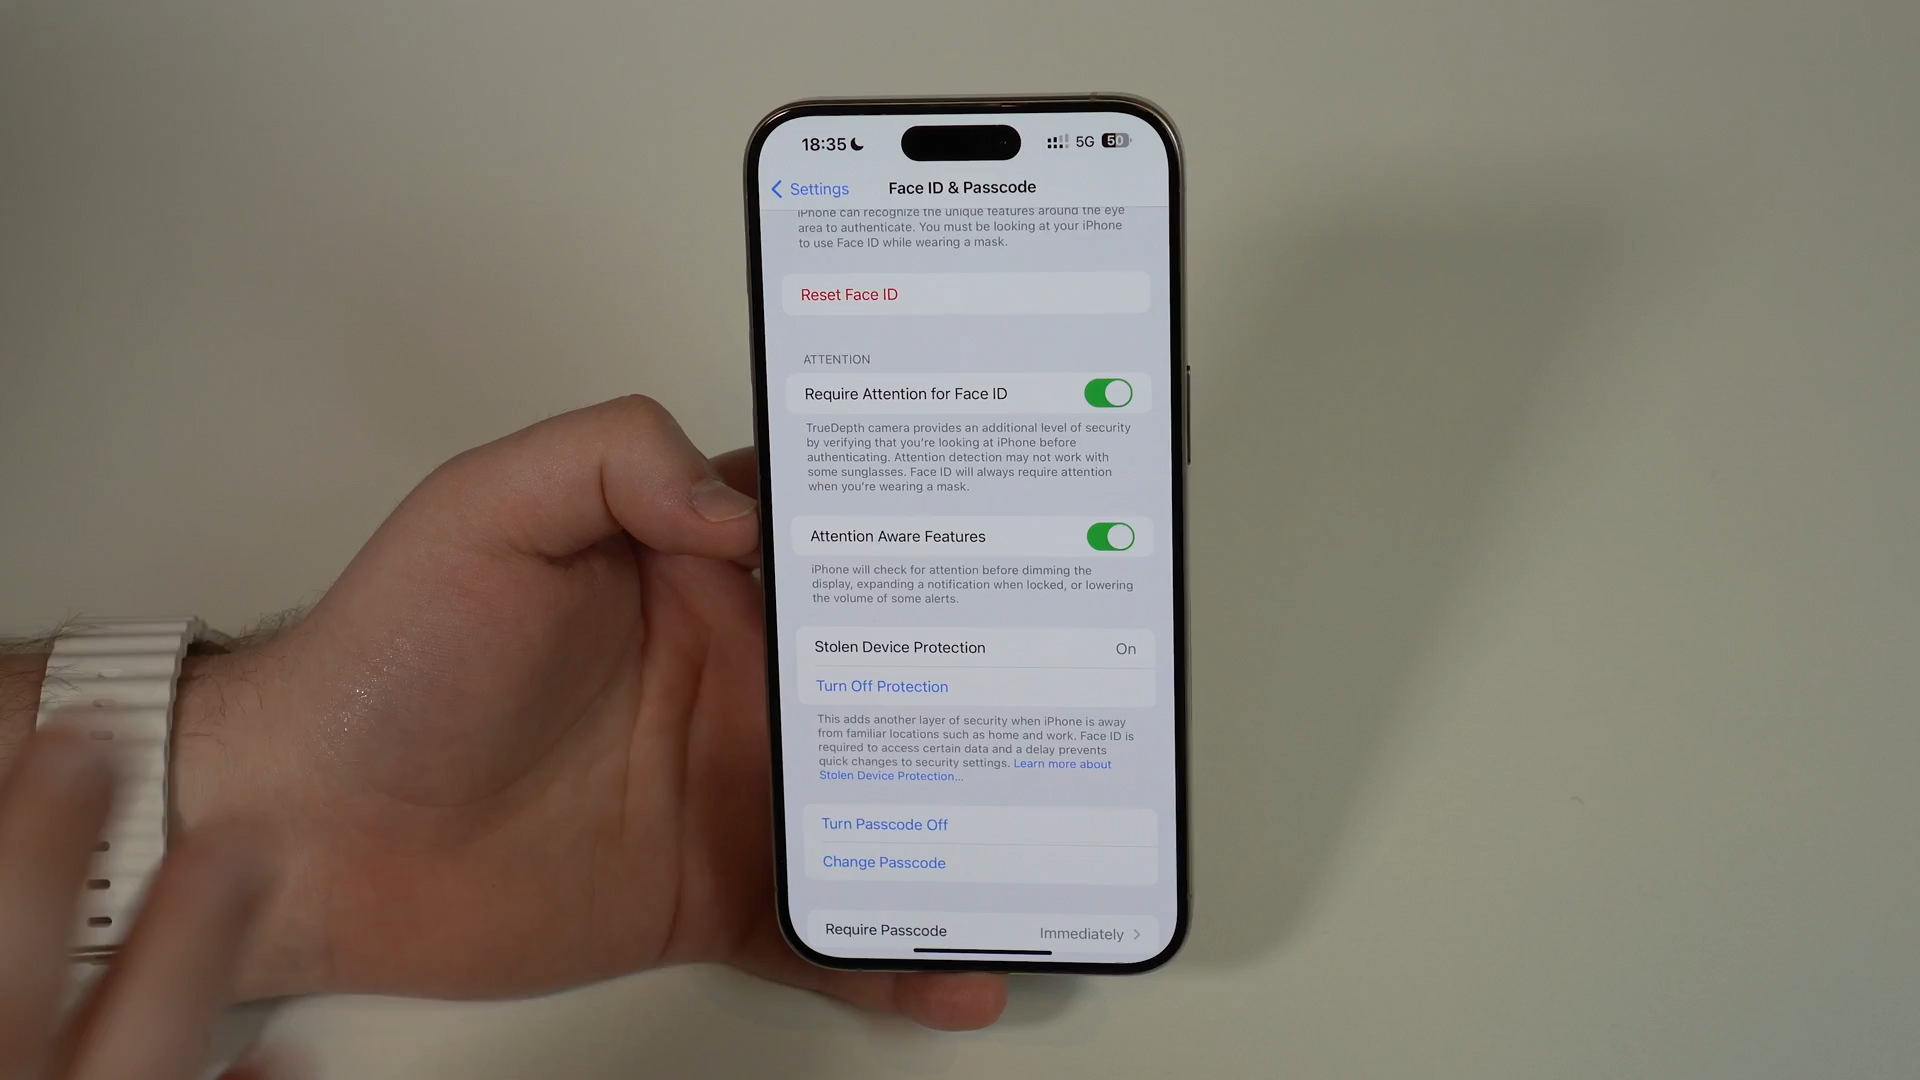 18:35
5G
50
Settings
Face ID & Passcode
iPhone can recognize the unique features around the eye
area to authenticate. You must be looking at your iPhone
to use Face ID while wearing a mask.
Reset Face ID
ATTENTION
Require Attention for Face ID
TrueDepth camera provides an additional level of security
by verifying that you're looking at iPhone before
authenticating. Attention detection may not work with
some sunglasses. Face ID will always require attention
when you're wearing a mask.
Attention Aware Features
iPhone will check for attention before dimming the
display, expanding a notification when locked, or lowering
the volume of some alerts.
Stolen Device Protection
On
Turn Off Protection
This adds another layer of security when iPhone is away
from familiar locations such as home and work. Face ID is
required to access certain data and a delay prevents
quick changes to security settings. Learn more about
Stolen Device Protection...
Turn Passcode Off
Change Passcode
Require Passcode
Immediately